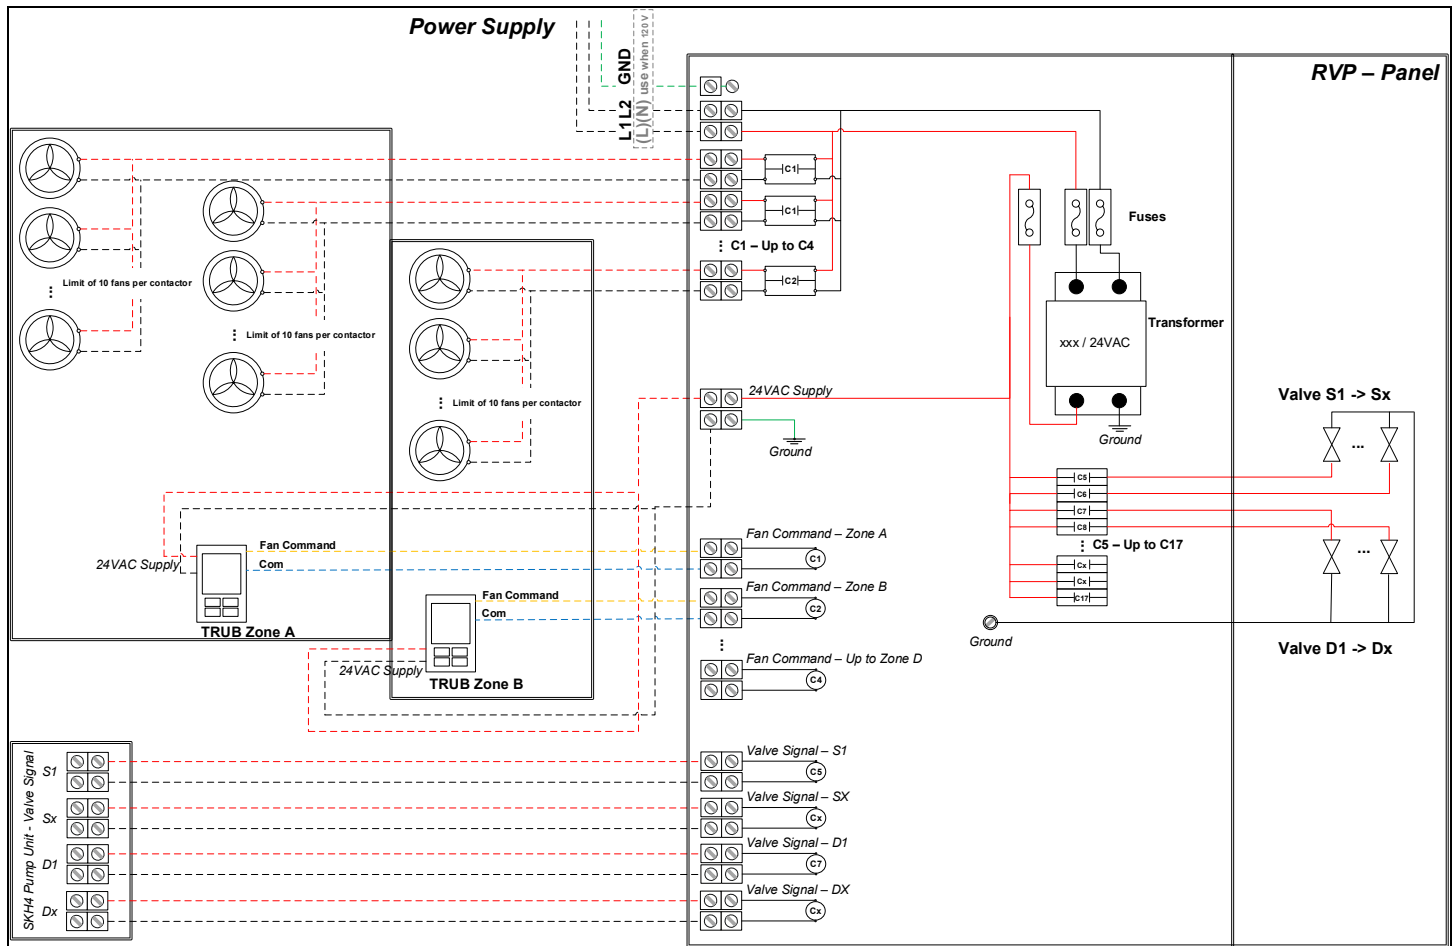 Power Supply
RVP – Panel
GND
L1 L2
(L)(N) use when 120V
C1
C1
C1 – Up to C4
C2
Fuses
Transformer
xxx / 24VAC
Limit of 10 fans per contactor
Limit of 10 fans per contactor
Limit of 10 fans per contactor
24VAC Supply
Ground
Ground
Valve S1 -> Sx
...
C5
C6
C7
C8
C5 – Up to C17
Cx
Cx
C17
...
Ground
Valve D1 -> Dx
Fan Command
Com
24VAC Supply
TRUB Zone A
Fan Command
Com
24VAC Supply
TRUB Zone B
Fan Command – Zone A
C1
Fan Command – Zone B
C2
Fan Command – Up to Zone D
C4
SKH4 Pump Unit - Valve Signal
S1
Sx
D1
Dx
Valve Signal – S1
C5
Valve Signal – SX
Cx
Valve Signal – D1
C7
Valve Signal – DX
Cx